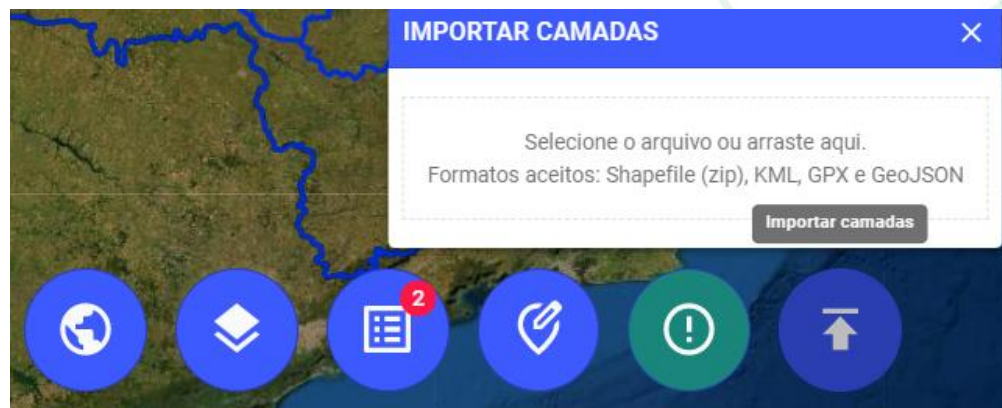 IMPORTAR CAMADAS
Selecione o arquivo ou arraste aqui.
Formatos aceitos: Shapefile (zip), KML, GPX e GeoJSON
Importar camadas
2